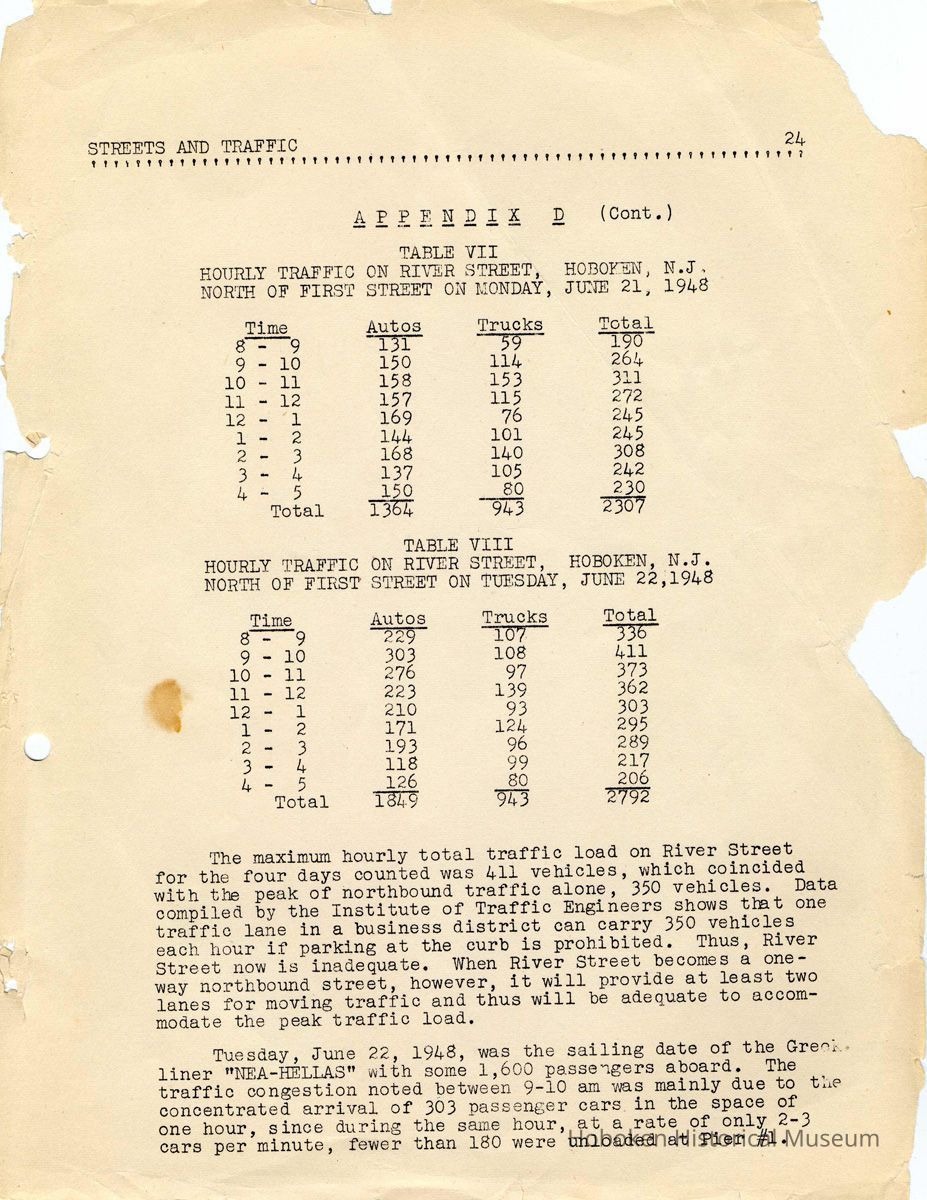 STREETS AND TRAFFIC 24
A P P E N D I X D (Cont.)
TABLE VII
HOURLY TRAFFIC ON RIVER STREET, HOBOKEN, N.J.
NORTH OF FIRST STREET ON MONDAY, JUNE 21, 1948
Time Autos Trucks Total
8 - 9 131 59 190
9 - 10 150 114 264
10 - 11 158 153 311
11 - 12 157 115 272
12 - 1 169 76 245
1 - 2 144 101 245
2 - 3 168 140 308
3 - 4 137 105 242
4 - 5 150 80 230
Total 1364 943 2307
TABLE VIII
HOURLY TRAFFIC ON RIVER STREET, HOBOKEN, N.J.
NORTH OF FIRST STREET ON TUESDAY, JUNE 22,1948
Time Autos Trucks Total
8 - 9 229 107 336
9 - 10 303 108 411
10 - 11 276 97 373
11 - 12 223 139 362
12 - 1 210 93 303
1 - 2 171 124 295
2 - 3 193 96 289
3 - 4 118 99 217
4 - 5 126 80 206
Total 1849 943 2792
The maximum hourly total traffic load on River Street
for the four days counted was 411 vehicles, which coincided
with the peak of northbound traffic alone, 350 vehicles. Data
compiled by the Institute of Traffic Engineers shows that one
traffic lane in a business district can carry 350 vehicles
each hour if parking at the curb is prohibited. Thus, River
Street now is inadequate. When River Street becomes a one-
way northbound street, however, it will provide at least two
lanes for moving traffic and thus will be adequate to accom-
modate the peak traffic load.
Tuesday, June 22, 1948, was the sailing date of the Greek
liner "NEA-HELLAS" with some 1,600 passengers aboard. The
traffic congestion noted between 9-10 am was mainly due to the
concentrated arrival of 303 passenger cars in the space of
one hour, since during the same hour, at a rate of only 2-3
cars per minute, fewer than 180 were unloaded at Pier #1.
Hoboken Historical Museum